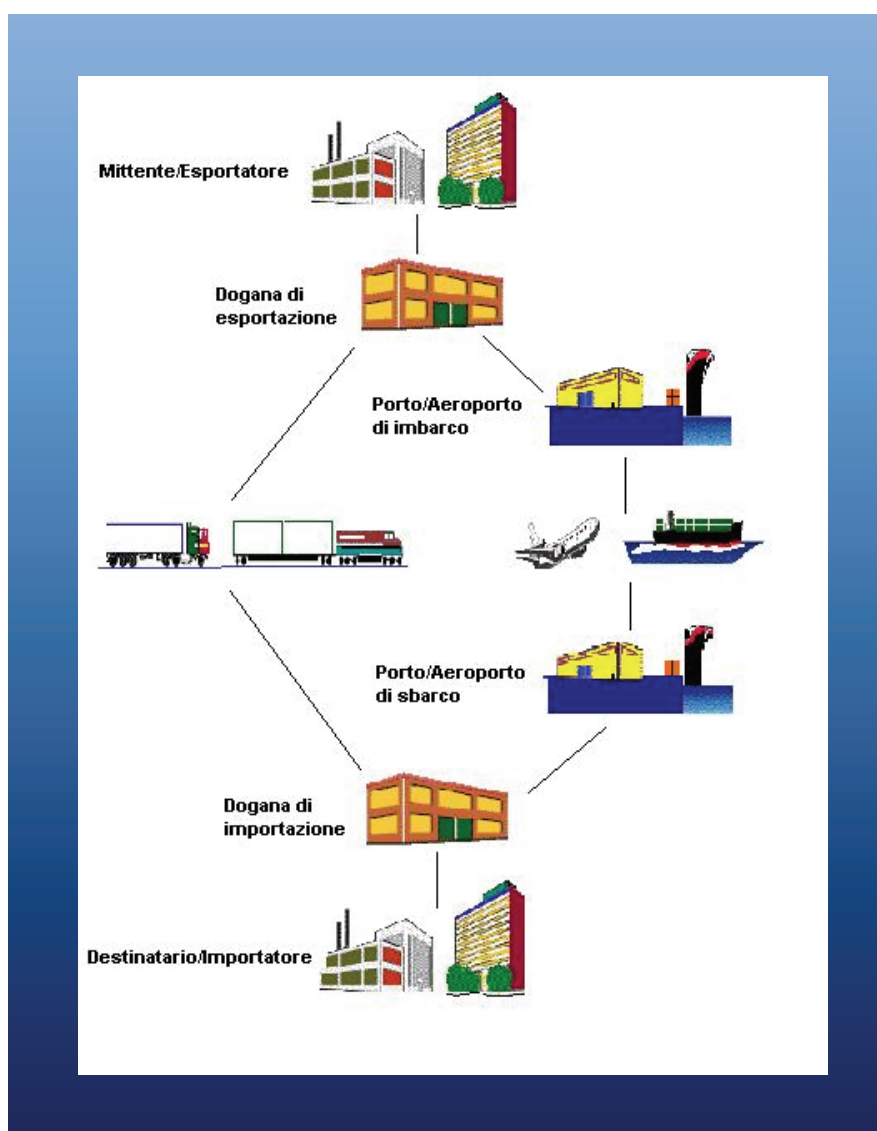 Mittente/Esportatore
Dogana di
esportazione
Porto/Aeroporto
di imbarco
Porto/Aeroporto
di sbarco
Dogana di
importazione
Destinatario/Importatore